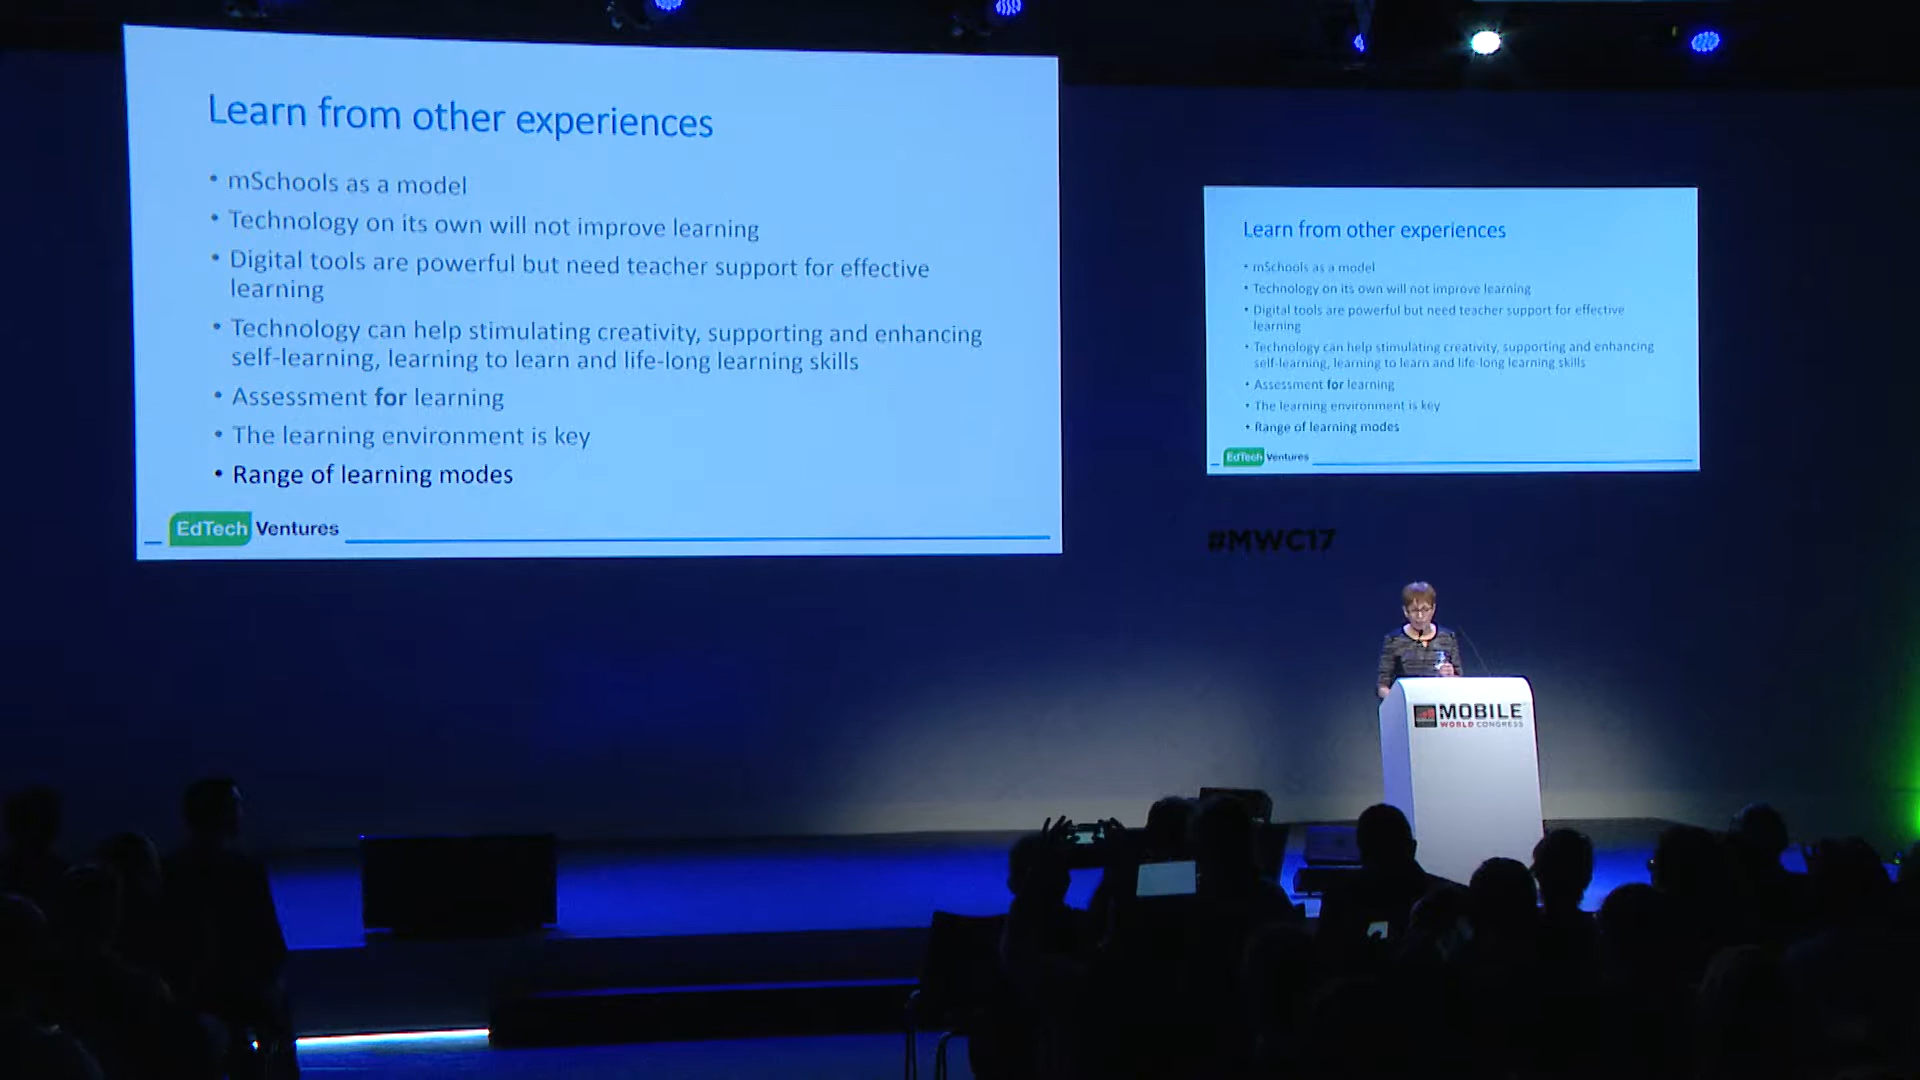 Learn from other experiences
• mSchools as a model
• Technology on its own will not improve learning
• Digital tools are powerful but need teacher support for effective
learning
• Technology can help stimulating creativity, supporting and enhancing
self-learning, learning to learn and life-long learning skills
• Assessment for learning
• The learning environment is key
• Range of learning modes
EdTech Ventures
Learn from other experiences
• mSchools as a model
• Technology on its own will not improve learning
• Digital tools are powerful but need teacher support for effective
learning
• Technology can help stimulating creativity, supporting and enhancing
self-learning, learning to learn and life-long learning skills
• Assessment for learning
• The learning environment is key
• Range of learning modes
EdTech Ventures
#MWC17
MOBILE
WORLD CONGRESS